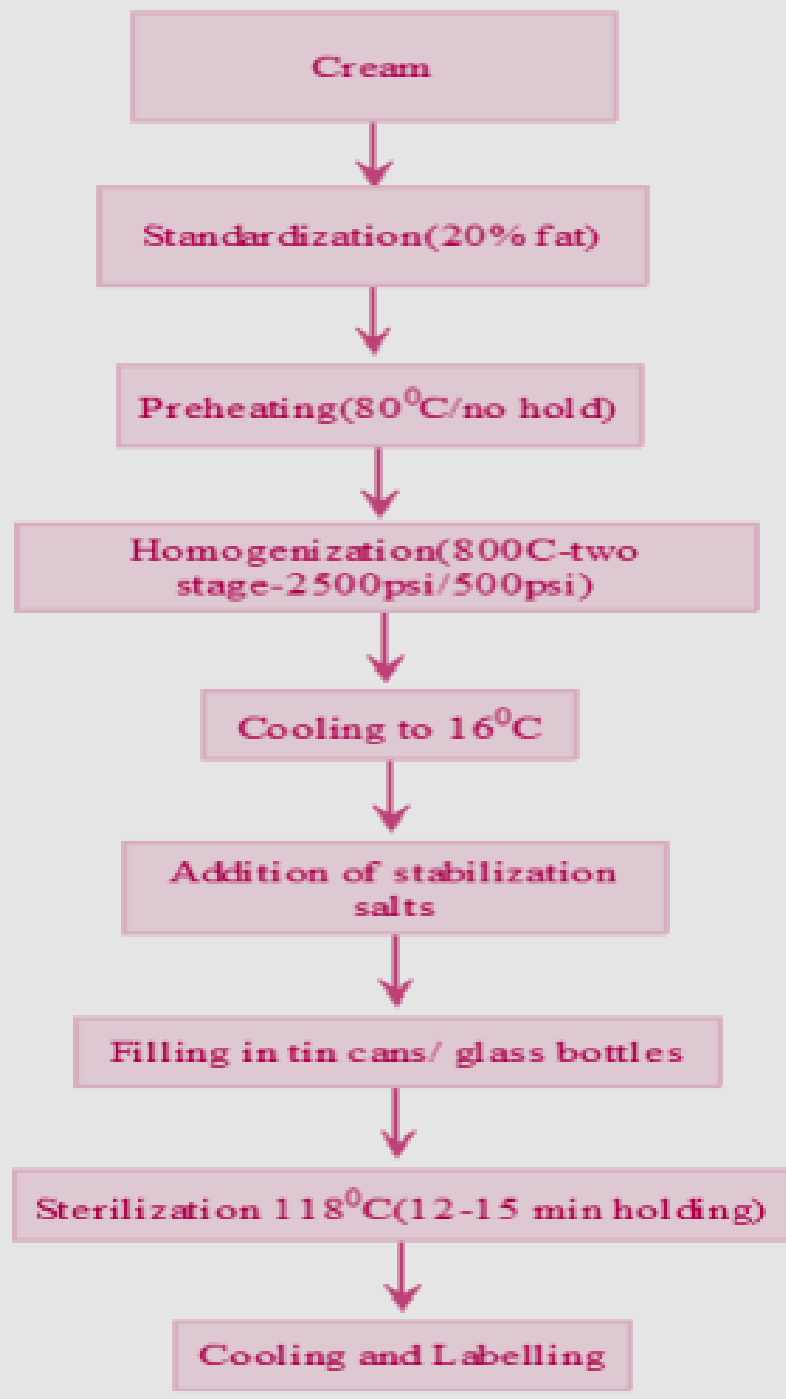 Cream
Standardization(20% fat)
Preheating(80⁰C/no hold)
Homogenization(800C-two
stage-2500psi/500psi)
Cooling to 16⁰C
Addition of stabilization
salts
Filling in tin cans/ glass bottles
Sterilization 118⁰C(12-15 min holding)
Cooling and Labelling